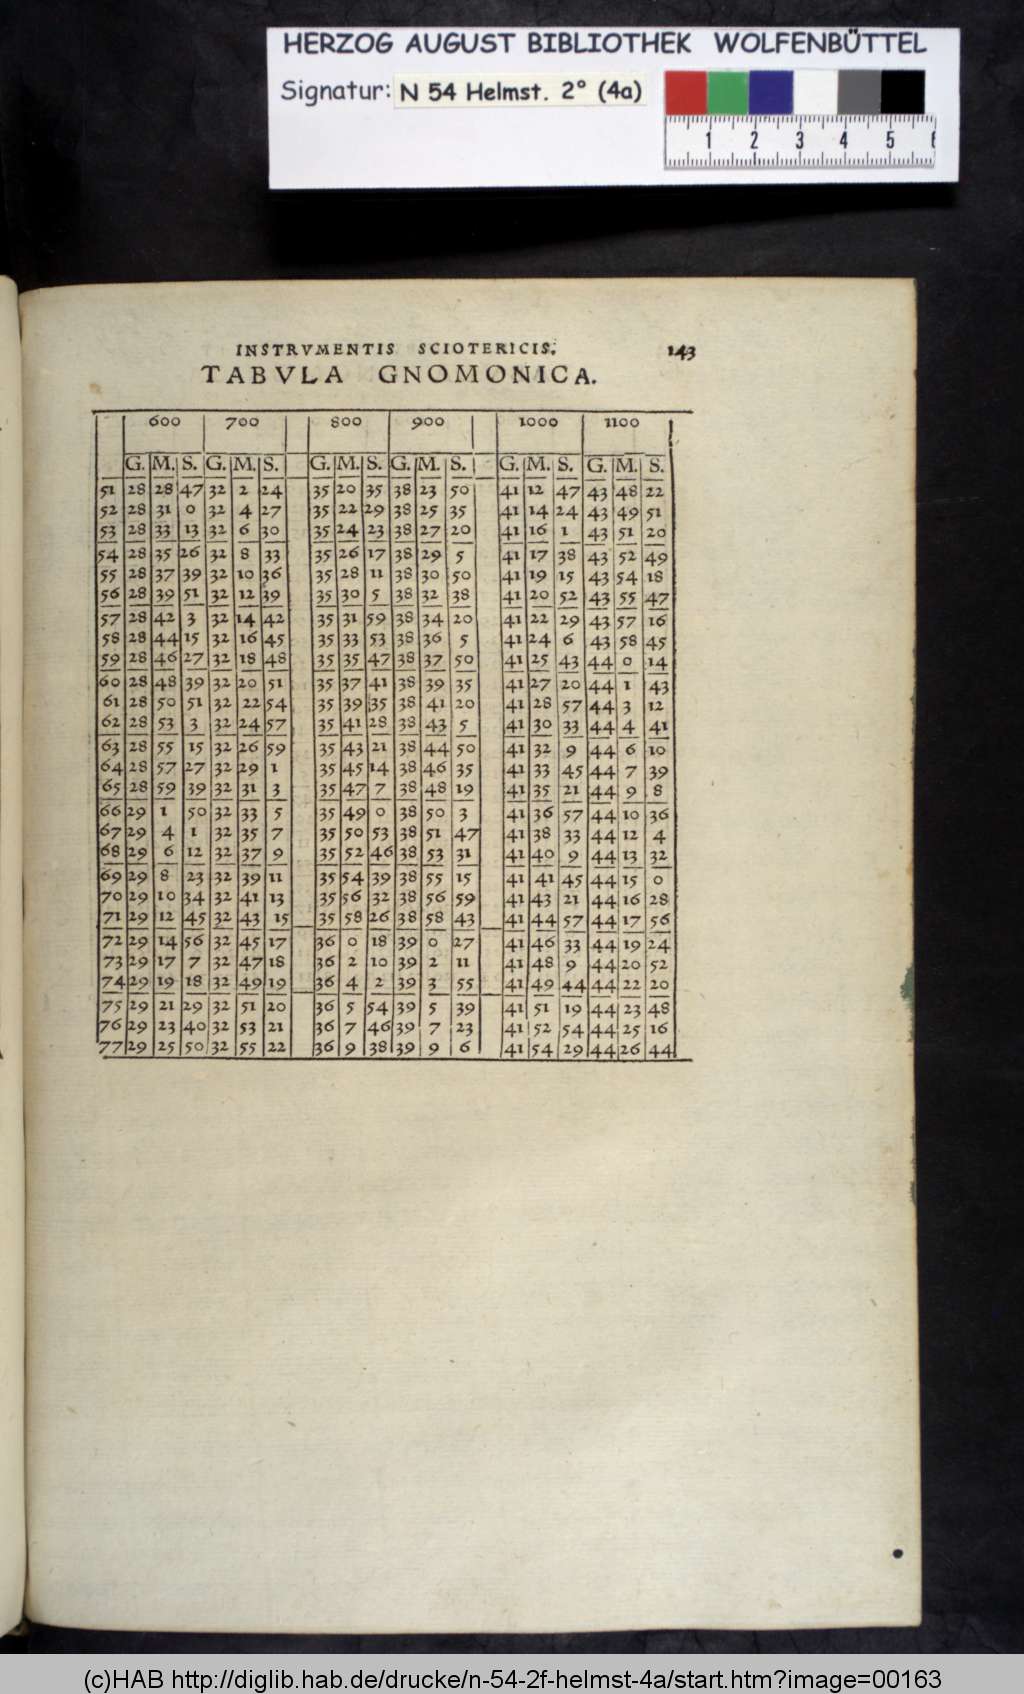 HERZOG AUGUST BIBLIOTHEK WOLFENBÜTTEL
Signatur: N 54 Helmst. 2° (4a)
1 2 3 4 5 6
INSTRVMENTIS SCIOTERICIS. 143
TABVLA GNOMONICA.
600 700 800 900 1000 1100
G. M. S. G. M. S. G. M. S. G. M. S. G. M. S. G. M. S.
51 28 28 47 32 2 24 35 20 35 38 23 50 41 12 47 43 48 22
52 28 31 0 32 4 27 35 22 29 38 25 35 41 14 24 43 49 51
53 28 33 13 32 6 30 35 24 23 38 27 20 41 16 1 43 51 20
54 28 35 26 32 8 33 35 26 17 38 29 5 41 17 38 43 52 49
55 28 37 39 32 10 36 35 28 11 38 30 50 41 19 15 43 54 18
56 28 39 51 32 12 39 35 30 5 38 32 38 41 20 52 43 55 47
57 28 42 3 32 14 42 35 31 59 38 34 20 41 22 29 43 57 16
58 28 44 15 32 16 45 35 33 53 38 36 5 41 24 6 43 58 45
59 28 46 27 32 18 48 35 35 47 38 37 50 41 25 43 44 0 14
60 28 48 39 32 20 51 35 37 41 38 39 35 41 27 20 44 1 43
61 28 50 51 32 22 54 35 39 35 38 41 20 41 28 57 44 3 12
62 28 53 3 32 24 57 35 41 28 38 43 5 41 30 33 44 4 41
63 28 55 15 32 26 59 35 43 21 38 44 50 41 32 9 44 6 10
64 28 57 27 32 29 1 35 45 14 38 46 35 41 33 45 44 7 39
65 28 59 39 32 31 3 35 47 7 38 48 19 41 35 21 44 9 8
66 29 1 50 32 33 5 35 49 0 38 50 3 41 36 57 44 10 36
67 29 4 1 32 35 7 35 50 53 38 51 47 41 38 33 44 12 4
68 29 6 12 32 37 9 35 52 46 38 53 31 41 40 9 44 13 32
69 29 8 23 32 39 11 35 54 39 38 55 15 41 41 45 44 15 0
70 29 10 34 32 41 13 35 56 32 38 56 59 41 43 21 44 16 28
71 29 12 45 32 43 15 35 58 26 38 58 43 41 44 57 44 17 56
72 29 14 56 32 45 17 36 0 18 39 0 27 41 46 33 44 19 24
73 29 17 7 32 47 18 36 2 10 39 2 11 41 48 9 44 20 52
74 29 19 18 32 49 19 36 4 2 39 3 55 41 49 44 44 22 20
75 29 21 29 32 51 20 36 5 54 39 5 39 41 51 19 44 23 48
76 29 23 40 32 53 21 36 7 46 39 7 23 41 52 54 44 25 16
77 29 25 50 32 55 22 36 9 38 39 9 6 41 54 29 44 26 44
(c)HAB http://diglib.hab.de/drucke/n-54-2f-helmst-4a/start.htm?image=00163